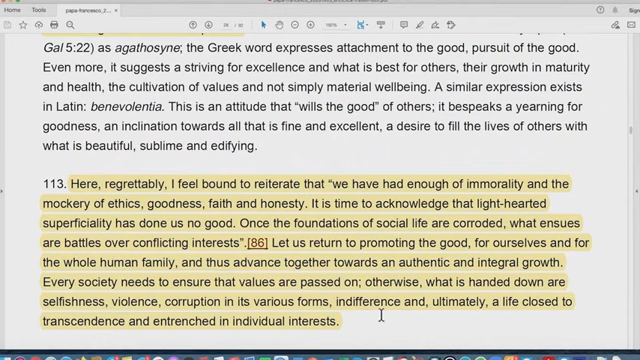 Gal 5:22) as agathosyne; the Greek word expresses attachment to the good, pursuit of the good.
Even more, it suggests a striving for excellence and what is best for others, their growth in maturity
and health, the cultivation of values and not simply material wellbeing. A similar expression exists
in Latin: benevolentia. This is an attitude that “wills the good” of others; it bespeaks a yearning for
goodness, an inclination towards all that is fine and excellent, a desire to fill the lives of others with
what is beautiful, sublime and edifying.
113. Here, regrettably, I feel bound to reiterate that “we have had enough of immorality and the
mockery of ethics, goodness, faith and honesty. It is time to acknowledge that light-hearted
superficiality has done us no good. Once the foundations of social life are corroded, what ensues
are battles over conflicting interests”.[86] Let us return to promoting the good, for ourselves and for
the whole human family, and thus advance together towards an authentic and integral growth.
Every society needs to ensure that values are passed on; otherwise, what is handed down are
selfishness, violence, corruption in its various forms, indifference and, ultimately, a life closed to
transcendence and entrenched in individual interests.